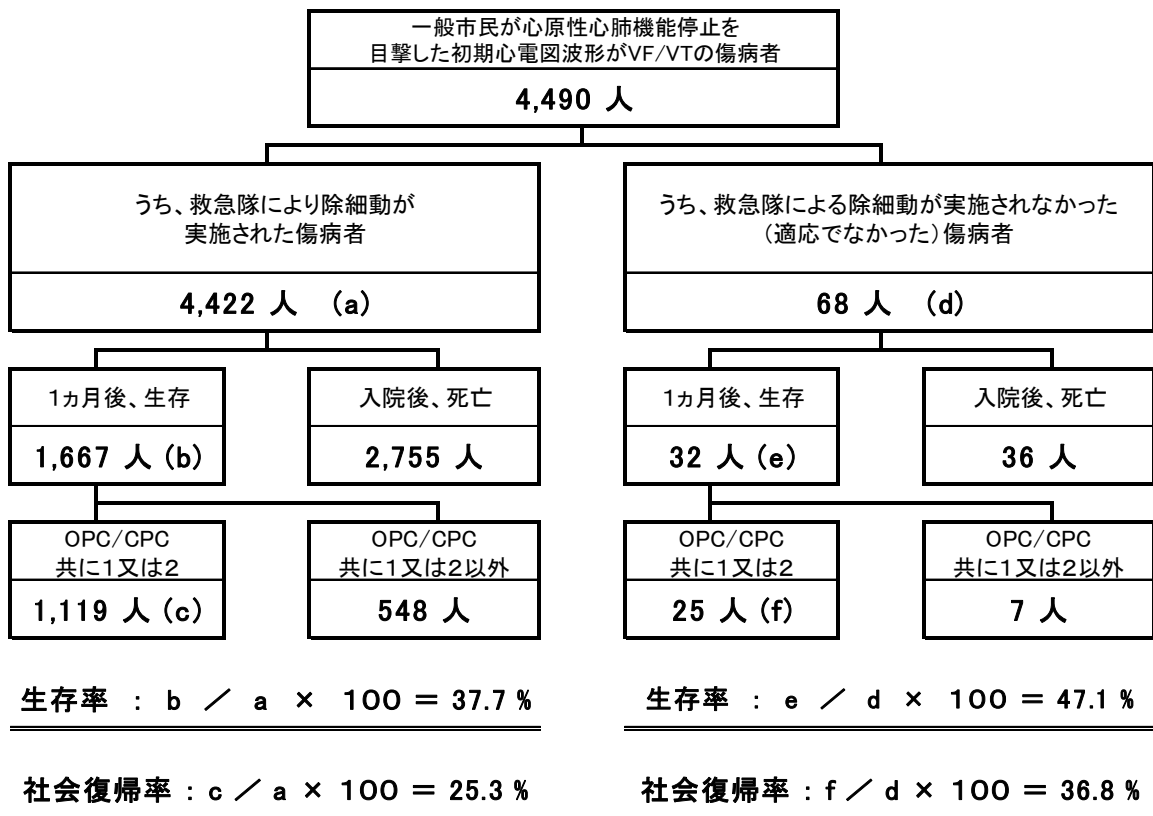 一般市民が心原性心肺機能停止を
目撃した初期心電図波形がVF/VTの傷病者
4,490 人
うち、救急隊により除細動が
実施された傷病者
4,422 人 (a)
うち、救急隊による除細動が実施されなかった
(適応でなかった)傷病者
68 人 (d)
1ヵ月後、生存
1,667 人 (b)
入院後、死亡
2,755 人
1ヵ月後、生存
32 人 (e)
入院後、死亡
36 人
OPC/CPC
共に1又は2
1,119 人 (c)
OPC/CPC
共に1又は2以外
548 人
OPC/CPC
共に1又は2
25 人 (f)
OPC/CPC
共に1又は2以外
7 人
生存率 : b / a × 100 = 37.7 %
生存率 : e / d × 100 = 47.1 %
社会復帰率 : c / a × 100 = 25.3 %
社会復帰率 : f / d × 100 = 36.8 %